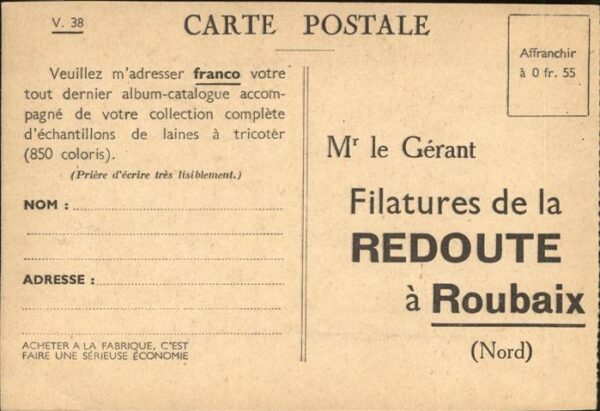 V. 38
CARTE POSTALE
Affranchir
à 0 fr. 55
Veuillez m'adresser franco votre
tout dernier album-catalogue accom-
pagné de votre collection complète
d'échantillons de laines à tricoter
(850 coloris).
(Prière d'écrire très lisiblement.)
NOM :
ADRESSE :
ACHETER A LA FABRIQUE, C'EST
FAIRE UNE SÉRIEUSE ÉCONOMIE
Mr le Gérant
Filatures de la
REDOUTE
à Roubaix
(Nord)